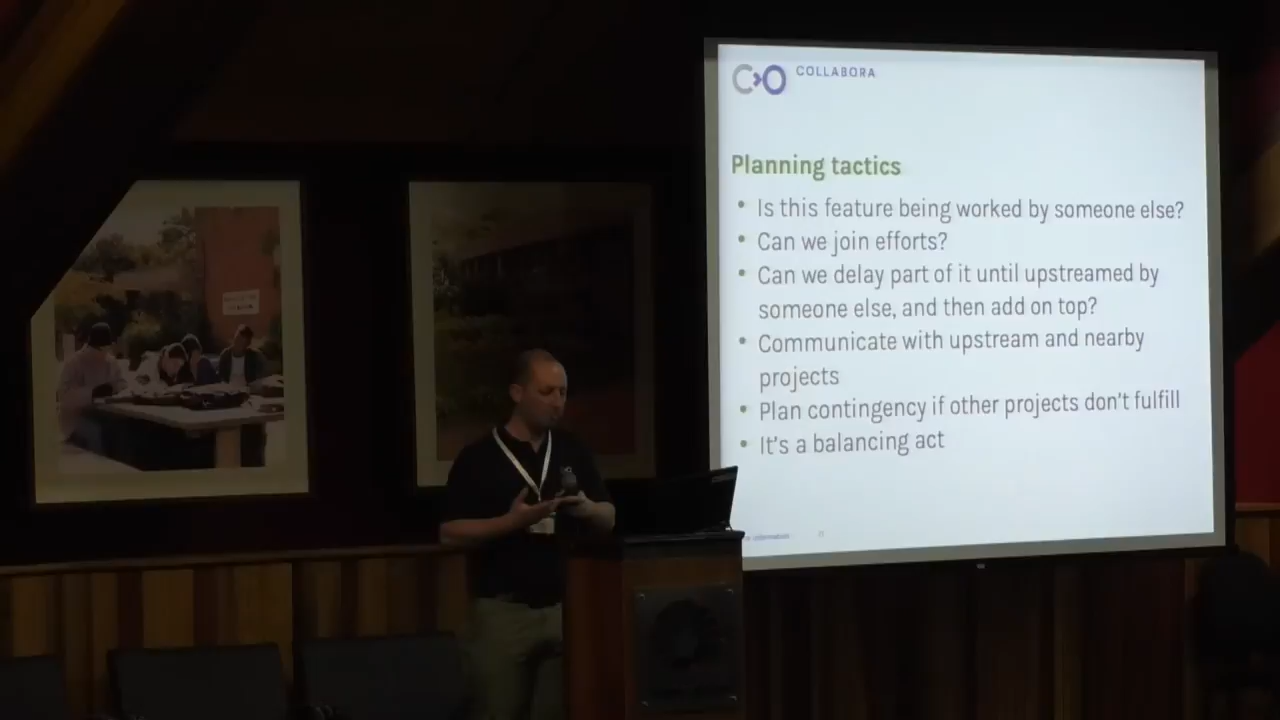 COLLABORA
Planning tactics
• Is this feature being worked by someone else?
• Can we join efforts?
• Can we delay part of it until upstreamed by
someone else, and then add on top?
• Communicate with upstream and nearby
projects
• Plan contingency if other projects don't fulfill
• It's a balancing act